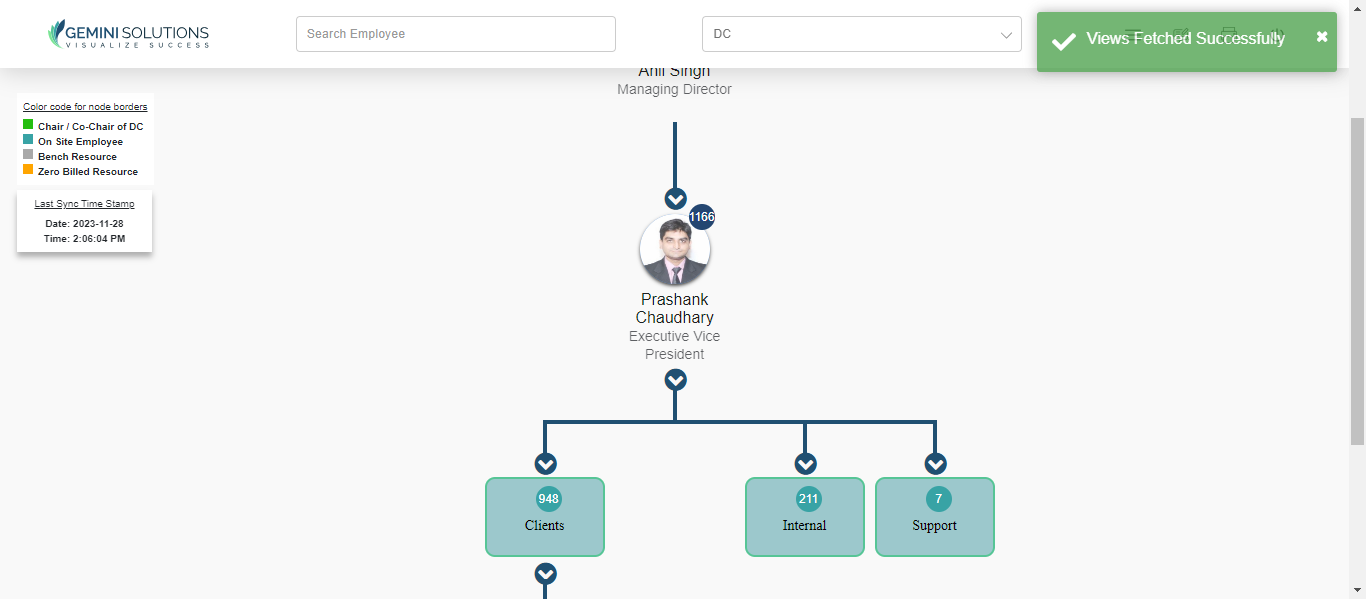 GEMINI SOLUTIONS
VISUALIZE SUCCESS
Search Employee
DC
Views Fetched Successfully
Anil Singh
Managing Director
Color code for node borders
Chair / Co-Chair of DC
On Site Employee
Bench Resource
Zero Billed Resource
Last Sync Time Stamp
Date: 2023-11-28
Time: 2:06:04 PM
1166
Prashank
Chaudhary
Executive Vice
President
948
Clients
211
Internal
7
Support